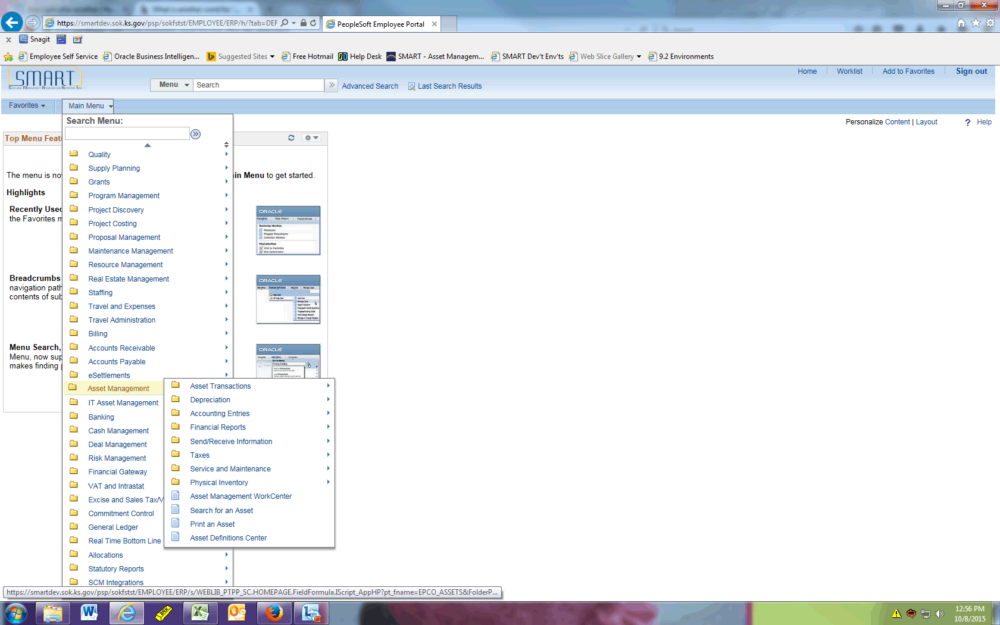 https://smartdev.sok.ks.gov/psp/sokfstst/EMPLOYEE/ERP/h/?tab=DEF
PeopleSoft Employee Portal
Snagit
Employee Self Service
Oracle Business Intelligen...
Suggested Sites
Free Hotmail
Help Desk
SMART - Asset Managem...
SMART Dev't Env'ts
Web Slice Gallery
9.2 Environments
SMART
Menu
Search
Advanced Search
Last Search Results
Home
Worklist
Add to Favorites
Sign out
Favorites
Main Menu
Personalize Content | Layout
? Help
Search Menu:
Top Menu Featu
The menu is no
in Menu to get started.
Highlights
Recently Used
the Favorites m
Breadcrumbs
navigation path
contents of sub
Menu Search,
Menu, now sup
makes finding p
ORACLE
ORACLE
ORACLE
Quality
Supply Planning
Grants
Program Management
Project Discovery
Project Costing
Proposal Management
Maintenance Management
Resource Management
Real Estate Management
Staffing
Travel and Expenses
Travel Administration
Billing
Accounts Receivable
Accounts Payable
eSettlements
Asset Management
IT Asset Management
Banking
Cash Management
Deal Management
Risk Management
Financial Gateway
VAT and Intrastat
Excise and Sales Tax/V
Commitment Control
General Ledger
Real Time Bottom Line
Allocations
Statutory Reports
SCM Integrations
Asset Transactions
Depreciation
Accounting Entries
Financial Reports
Send/Receive Information
Taxes
Service and Maintenance
Physical Inventory
Asset Management WorkCenter
Search for an Asset
Print an Asset
Asset Definitions Center
https://smartdev.sok.ks.gov/psp/sokfstst/EMPLOYEE/ERP/s/WEBLIB_PTPP_SC.HOMEPAGE.FieldFormula.IScript_AppHP?pt_fname=EPCO_ASSETS&FolderP...
12:56 PM
10/8/2015